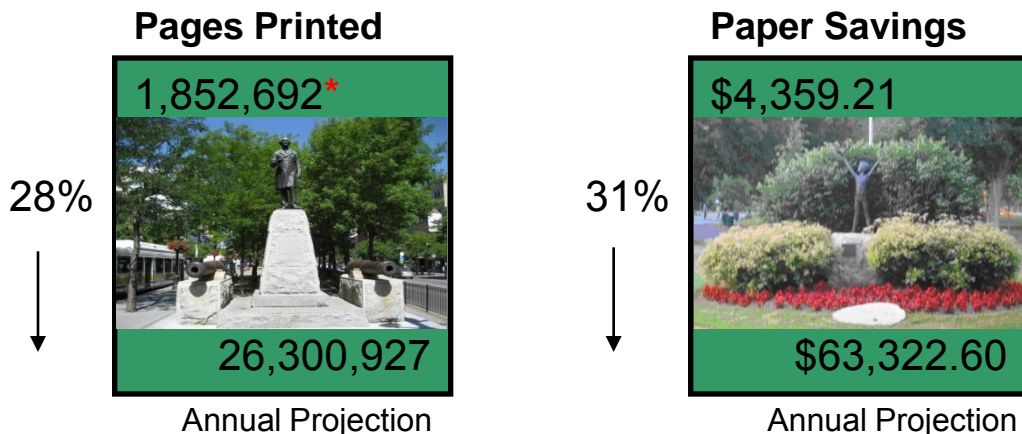 Pages Printed
1,852,692*
28%
26,300,927
Annual Projection
Paper Savings
$4,359.21
31%
$63,322.60
Annual Projection